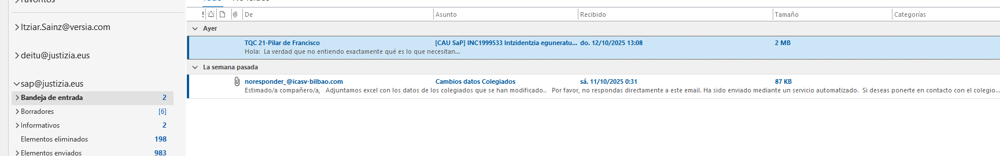 Itziar.Sainz@versia.com
deitu@justizia.eus
sap@justizia.eus
Bandeja de entrada 2
Borradores [6]
Informativos 2
Elementos eliminados 198
Elementos enviados 983
! De Asunto Recibido Tamaño Categorías
Ayer
TQC 21-Pilar de Francisco [CAU SaP] INC1999533 Intzidentzia eguneratu... do. 12/10/2025 13:08 2 MB
Hola: La verdad que no entiendo exactamente qué es lo que necesitan...
La semana pasada
noresponder_@icasv-bilbao.com Cambios datos Colegiados sá. 11/10/2025 0:31 87 KB
Estimado/a compañero/a, Adjuntamos excel con los datos de los colegiados que se han modificado.. Por favor, no respondas directamente a este email. Ha sido enviado mediante un servicio automatizado. Si deseas ponerte en contacto con el colegio...